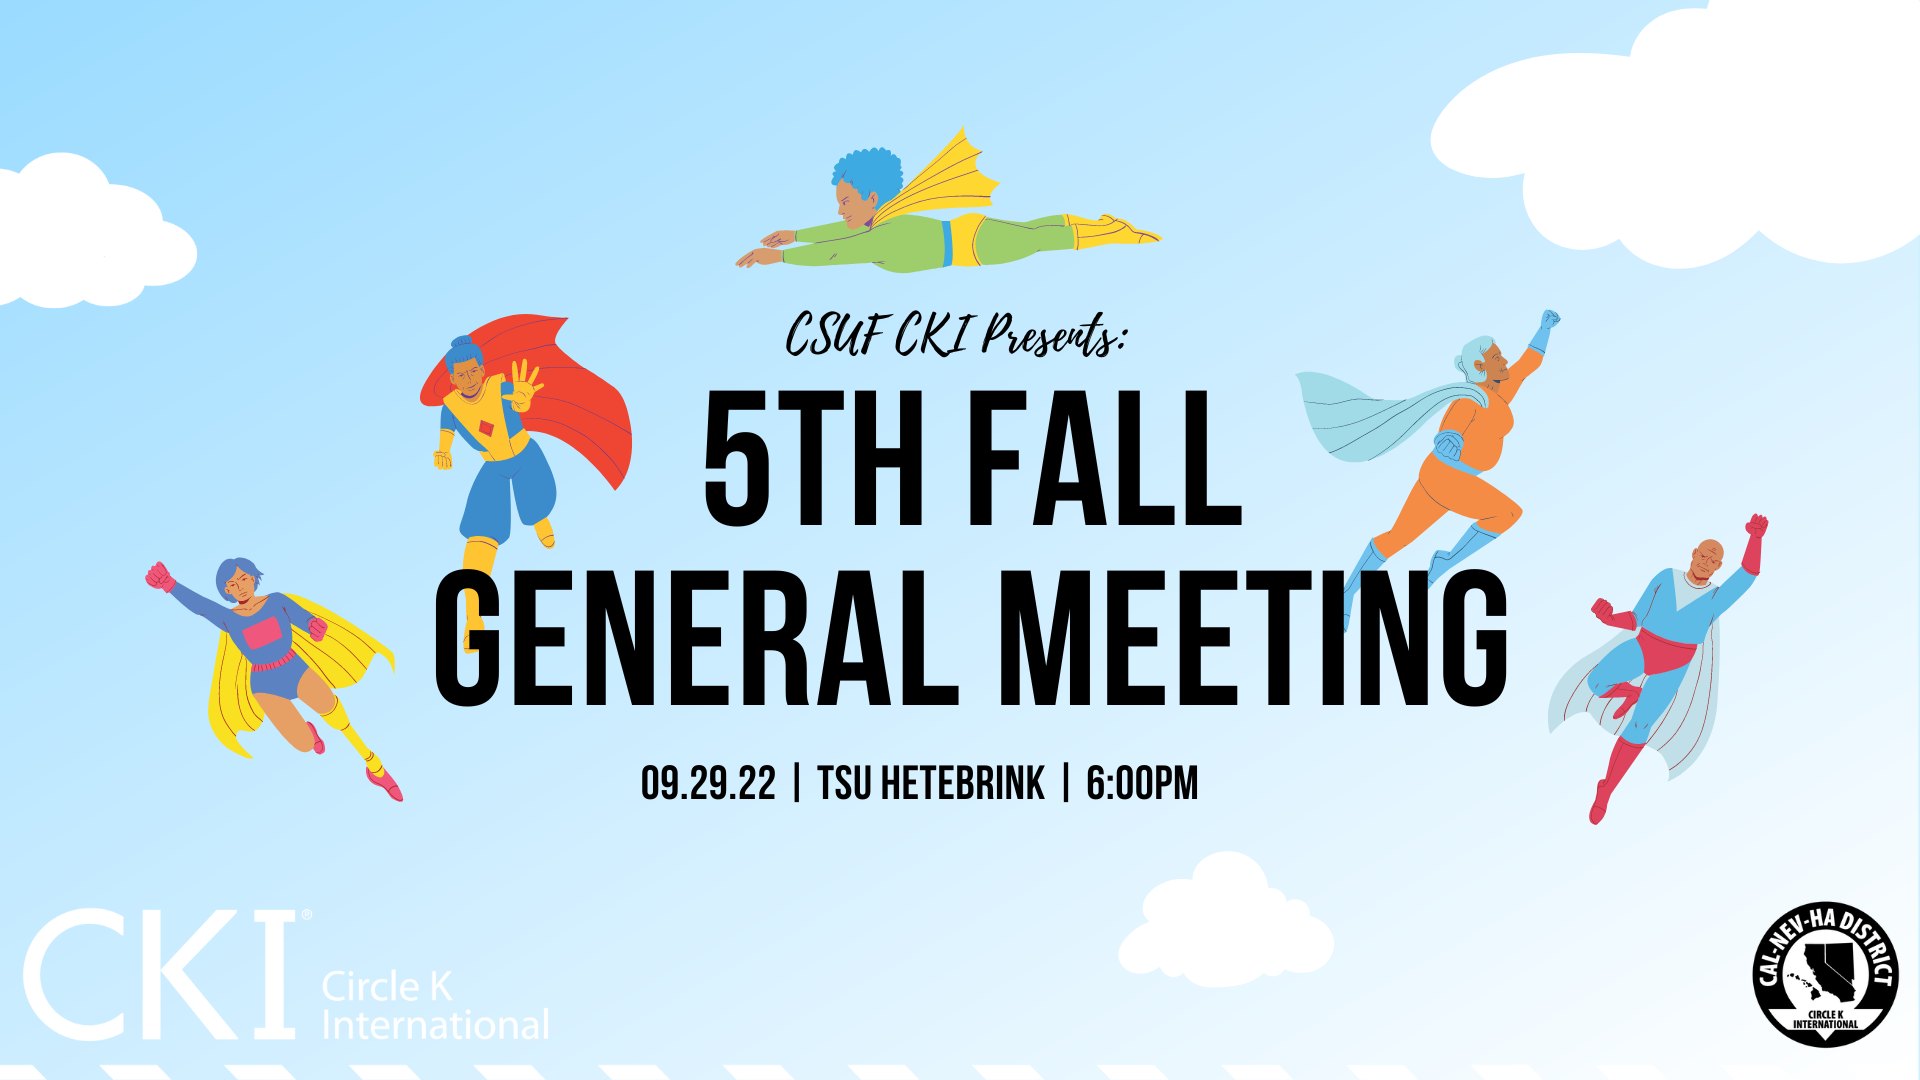 CSUF CKI Presents:
5TH FALL
GENERAL MEETING
09.29.22 | TSU HETEBRINK | 6:00PM
CKI®
Circle K
International
CAL-NEV-HA DISTRICT
CIRCLE K
INTERNATIONAL